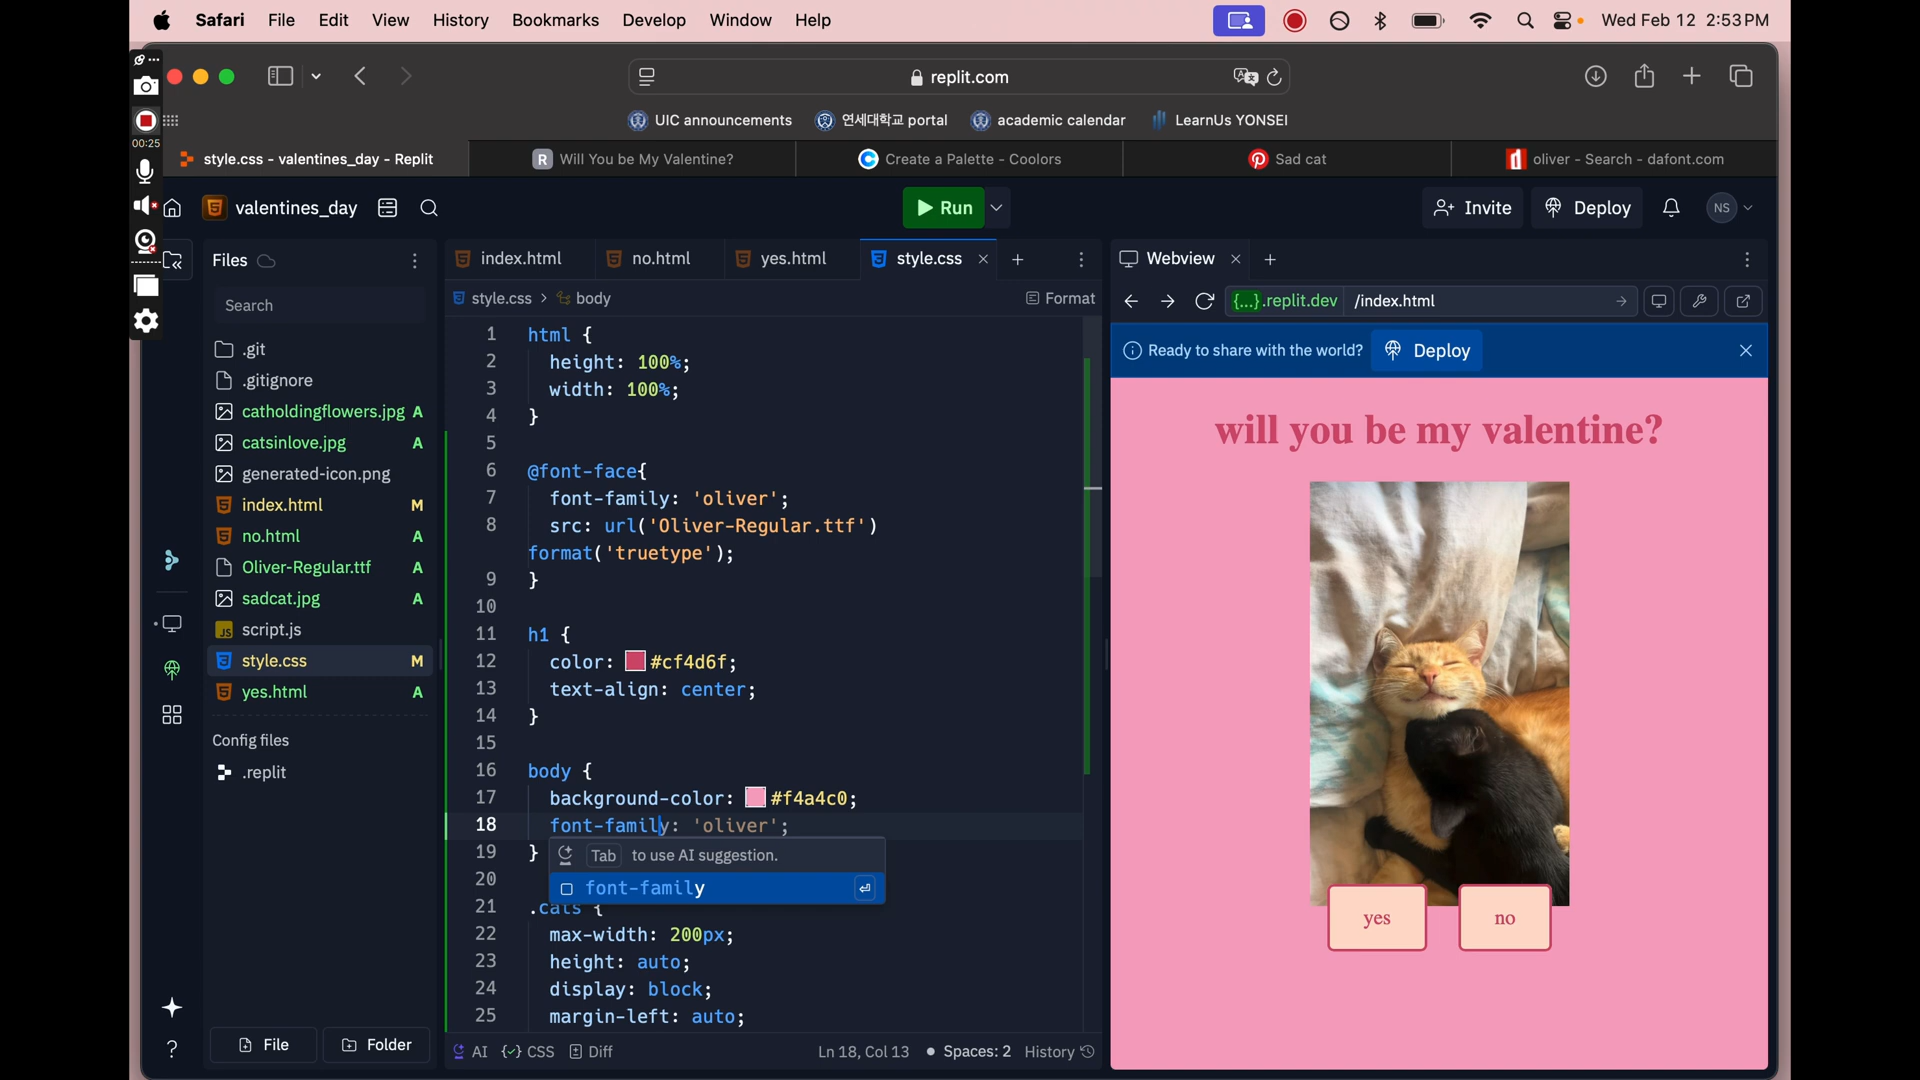 Safari File Edit View History Bookmarks Develop Window Help Wed Feb 12 2:53 PM
replit.com
UIC announcements 연세대학교 portal academic calendar LearnUs YONSEI
00:25
style.css - valentines_day - Replit
R Will You be My Valentine?
Create a Palette - Coolors
Sad cat
oliver - Search - dafont.com
valentines_day
Run
Invite
Deploy
NS
Files
Search
.git
.gitignore
catholdingflowers.jpg A
catsinlove.jpg A
generated-icon.png
index.html M
no.html A
Oliver-Regular.ttf A
sadcat.jpg A
JS script.js
style.css M
yes.html A
Config files
.replit
File
Folder
index.html
no.html
yes.html
style.css
style.css > body
Format
1 html {
2 height: 100%;
3 width: 100%;
4 }
5
6 @font-face{
7 font-family: 'oliver';
8 src: url('Oliver-Regular.ttf')
format('truetype');
9 }
10
11 h1 {
12 color: #cf4d6f;
13 text-align: center;
14 }
15
16 body {
17 background-color: #f4a4c0;
18 font-family: 'oliver';
19 }
Tab to use AI suggestion.
font-family
20
21 .cats {
22 max-width: 200px;
23 height: auto;
24 display: block;
25 margin-left: auto;
AI CSS Diff
Ln 18, Col 13 Spaces: 2 History
Webview
{...}.replit.dev /index.html
Ready to share with the world? Deploy
will you be my valentine?
yes
no